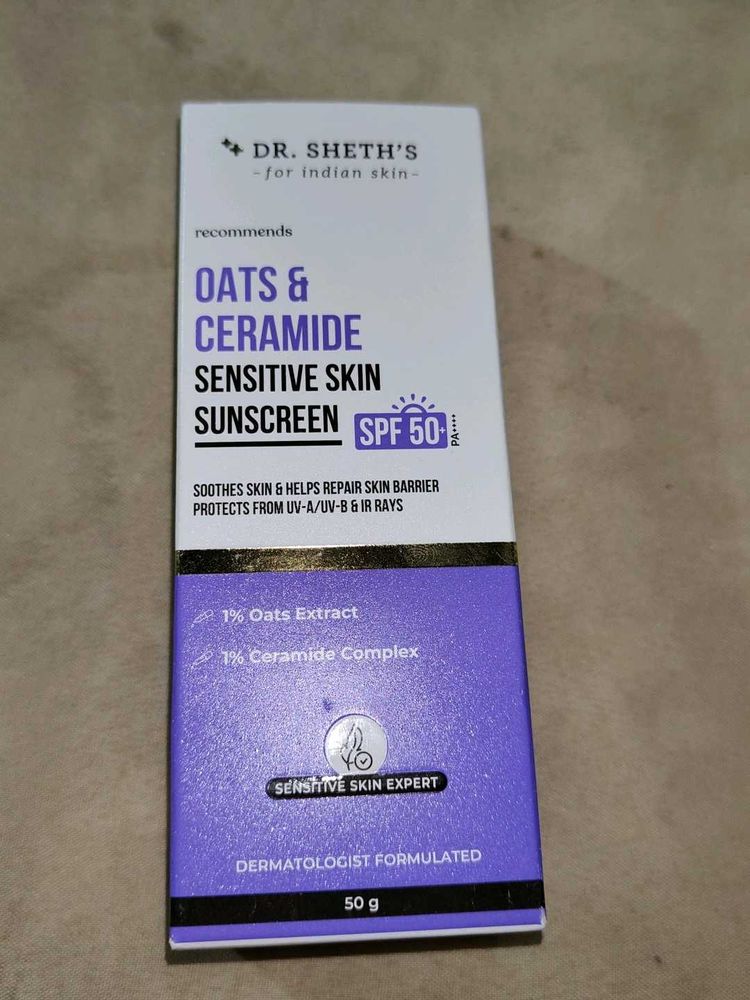 DR. SHETH'S
-for indian skin-
recommends
OATS &
CERAMIDE
SENSITIVE SKIN
SUNSCREEN
SPF 50+
PA++++
SOOTHES SKIN & HELPS REPAIR SKIN BARRIER
PROTECTS FROM UV-A/UV-B & IR RAYS
1% Oats Extract
1% Ceramide Complex
SENSITIVE SKIN EXPERT
DERMATOLOGIST FORMULATED
50 g